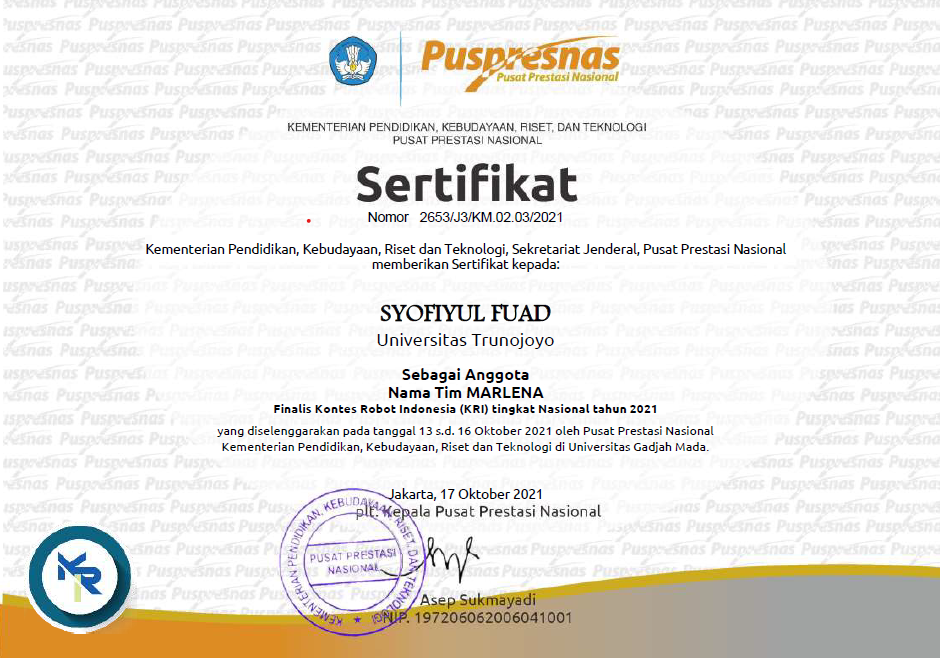 Puspresnas
Pusat Prestasi Nasional
KEMENTERIAN PENDIDIKAN, KEBUDAYAAN, RISET, DAN TEKNOLOGI
PUSAT PRESTASI NASIONAL
Sertifikat
Nomor 2653/J3/KM.02.03/2021
Kementerian Pendidikan, Kebudayaan, Riset dan Teknologi, Sekretariat Jenderal, Pusat Prestasi Nasional
memberikan Sertifikat kepada:
SYOFIYUL FUAD
Universitas Trunojoyo
Sebagai Anggota
Nama Tim MARLENA
Finalis Kontes Robot Indonesia (KRI) tingkat Nasional tahun 2021
yang diselenggarakan pada tanggal 13 s.d. 16 Oktober 2021 oleh Pusat Prestasi Nasional
Kementerian Pendidikan, Kebudayaan, Riset dan Teknologi di Universitas Gadjah Mada.
Jakarta, 17 Oktober 2021
plt. Kepala Pusat Prestasi Nasional
KEMENTERIAN PENDIDIKAN, KEBUDAYAAN, RISET, DAN TEKNOLOGI
PUSAT PRESTASI
NASIONAL
Asep Sukmayadi
NIP. 197206062006041001
KRI